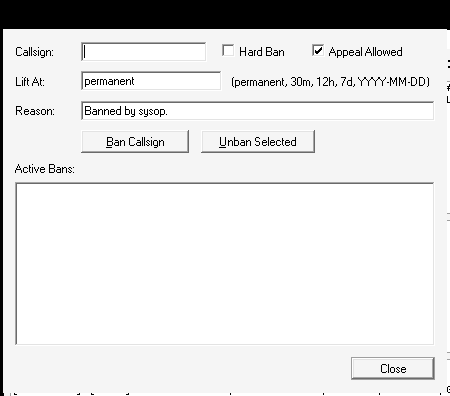 Callsign: Hard Ban Appeal Allowed
Lift At: permanent (permanent, 30m, 12h, 7d, YYYY-MM-DD)
Reason: Banned by sysop.
Ban Callsign Unban Selected
Active Bans:
Close